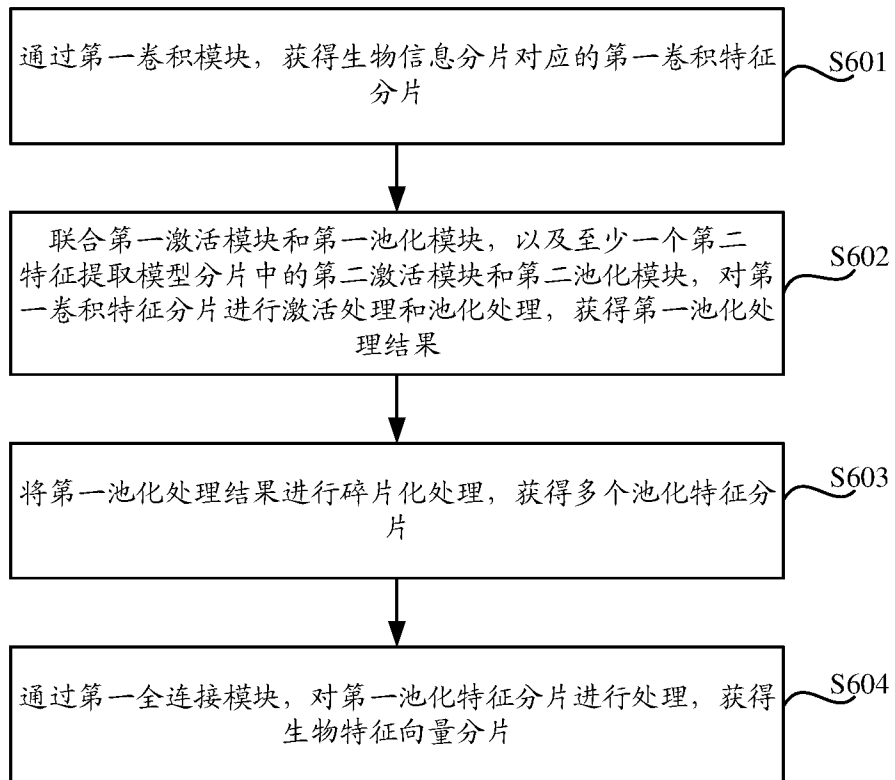 通过第一卷积模块，获得生物信息分片对应的第一卷积特征
分片
S601
联合第一激活模块和第一池化模块，以及至少一个第二
特征提取模型分片中的第二激活模块和第二池化模块，对第
一卷积特征分片进行激活处理和池化处理，获得第一池化处
理结果
S602
将第一池化处理结果进行碎片化处理，获得多个池化特征分
片
S603
通过第一全连接模块，对第一池化特征分片进行处理，获得
生物特征向量分片
S604